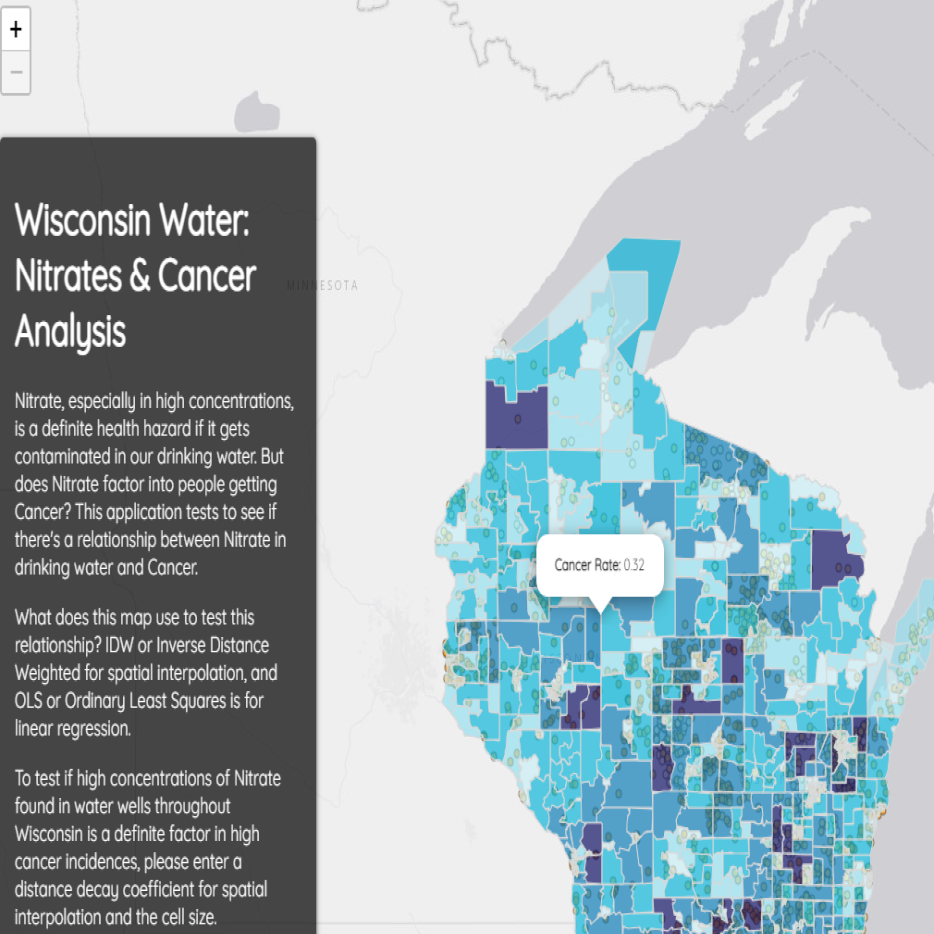 +
−
Wisconsin Water:
Nitrates & Cancer
Analysis
Nitrate, especially in high concentrations,
is a definite health hazard if it gets
contaminated in our drinking water. But
does Nitrate factor into people getting
Cancer? This application tests to see if
there's a relationship between Nitrate in
drinking water and Cancer.
What does this map use to test this
relationship? IDW or Inverse Distance
Weighted for spatial interpolation, and
OLS or Ordinary Least Squares is for
linear regression.
To test if high concentrations of Nitrate
found in water wells throughout
Wisconsin is a definite factor in high
cancer incidences, please enter a
distance decay coefficient for spatial
interpolation and the cell size.
MINNESOTA
Cancer Rate: 0.32